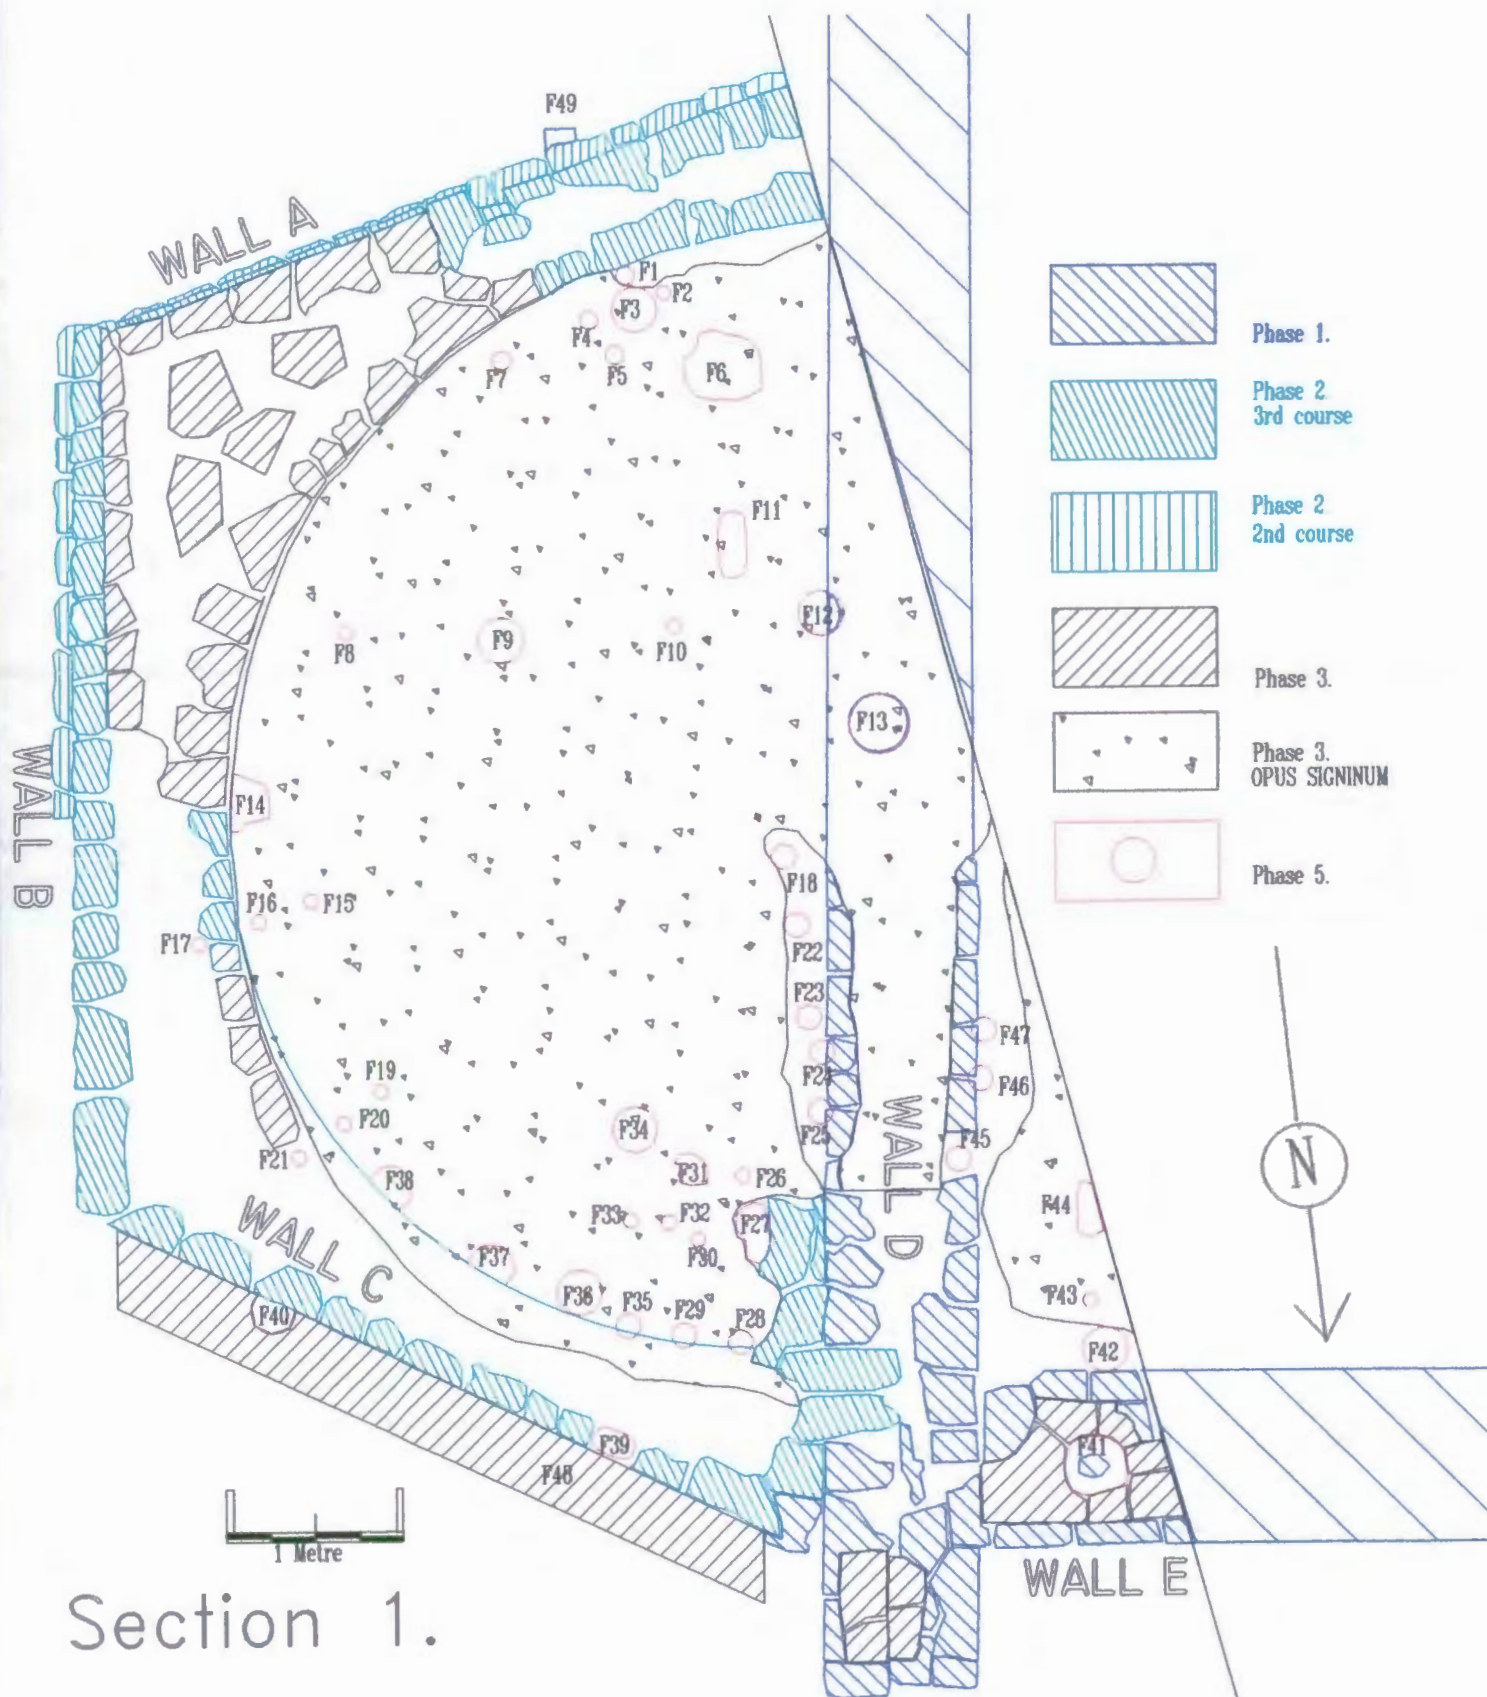 F49
WALL A
F1
F2
F3
F4
F5
F6
F7
Phase 1.
Phase 2
3rd course
F11
Phase 2
2nd course
F12
F8
F9
F10
Phase 3.
F13
Phase 3.
OPUS SIGNINUM
WALL B
F14
F18
Phase 5.
F16
F15
F17
F22
F23
F47
F19
F24
F46
F20
F34
F25
F45
WALL D
F21
F38
F31
F26
N
F44
F33
F32
F27
WALL C
F30
F37
F36
F35
F29
F28
F43
F40
F42
F39
F41
F48
1 Metre
WALL E
Section 1.